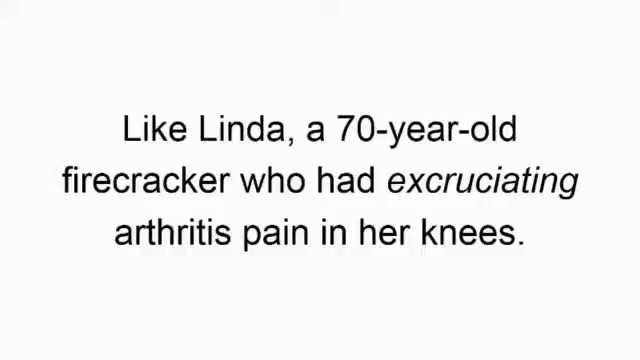 Like Linda, a 70-year-old
firecracker who had excruciating
arthritis pain in her knees.